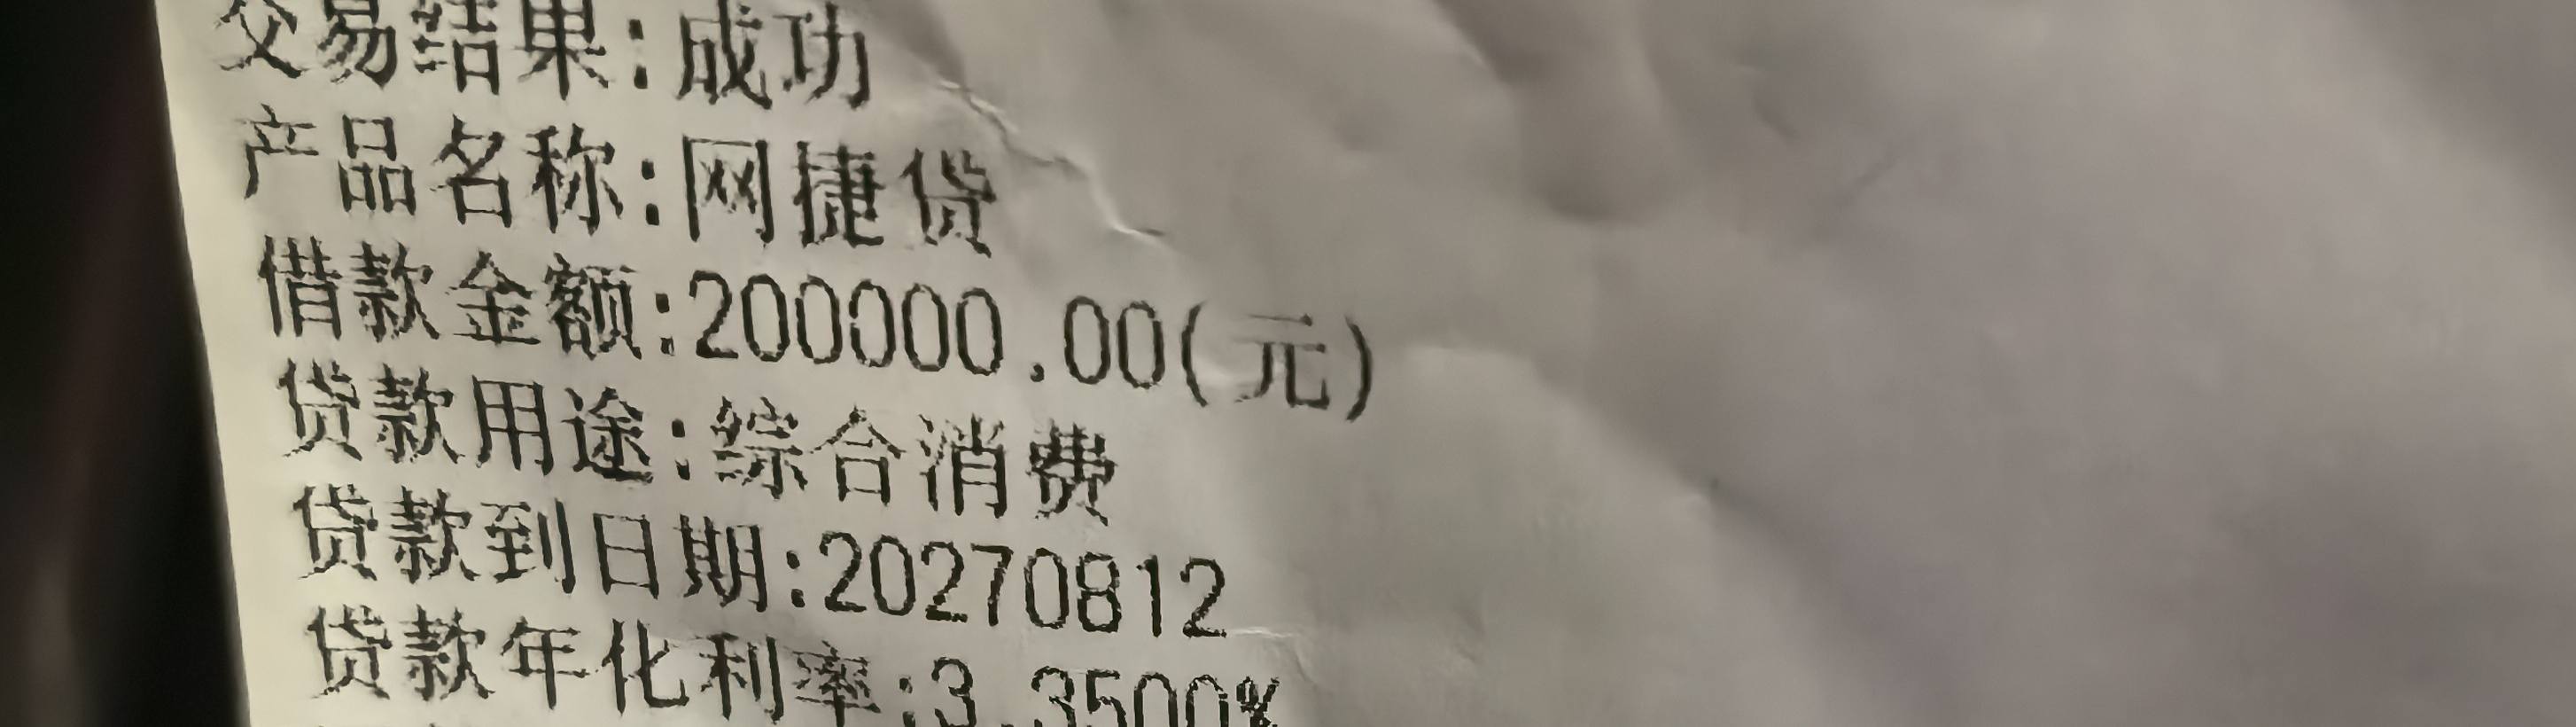 交易结果:成功
产品名称:网捷贷
借款金额:200000.00(元)
贷款用途:综合消费
贷款到日期:20270812
贷款年化利率:3.3500%